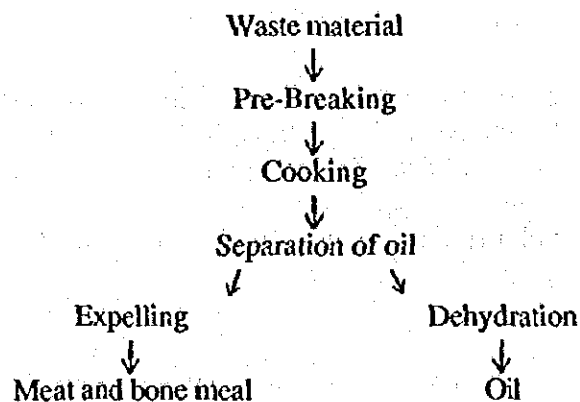 Waste material
Pre-Breaking
Cooking
Separation of oil
Expelling Dehydration
Meat and bone meal Oil